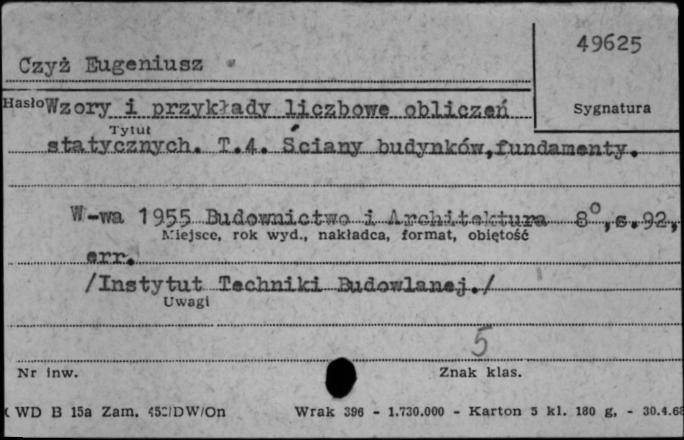 49625
Czyż Eugeniusz
Hasło Wzory i przykłady liczbowe obliczeń Sygnatura
Tytuł
statycznych. T.4. Ściany budynków, fundamenty.
W-wa 1955 Budownictwo i Architektura 8°, s. 92,
Miejsce, rok wyd., nakładca, format, objętość
err.
/Instytut Techniki Budowlanej./
Uwagi
5
Nr inw. Znak klas.
WD B 15a Zam. /DW/On Wrak 396 - 1.730.000 - Karton 5 kl. 180 g. - 30.4.68